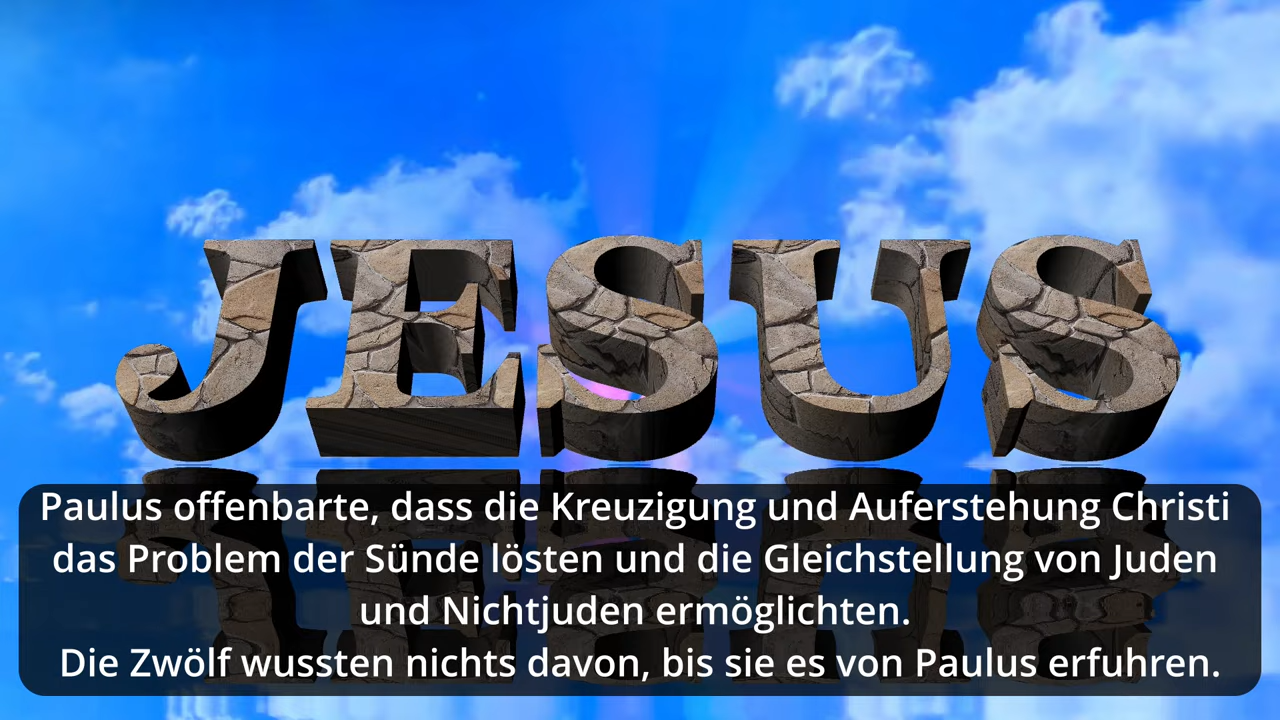 JESUS
Paulus offenbarte, dass die Kreuzigung und Auferstehung Christi
das Problem der Sünde lösten und die Gleichstellung von Juden
und Nichtjuden ermöglichten.
Die Zwölf wussten nichts davon, bis sie es von Paulus erfuhren.